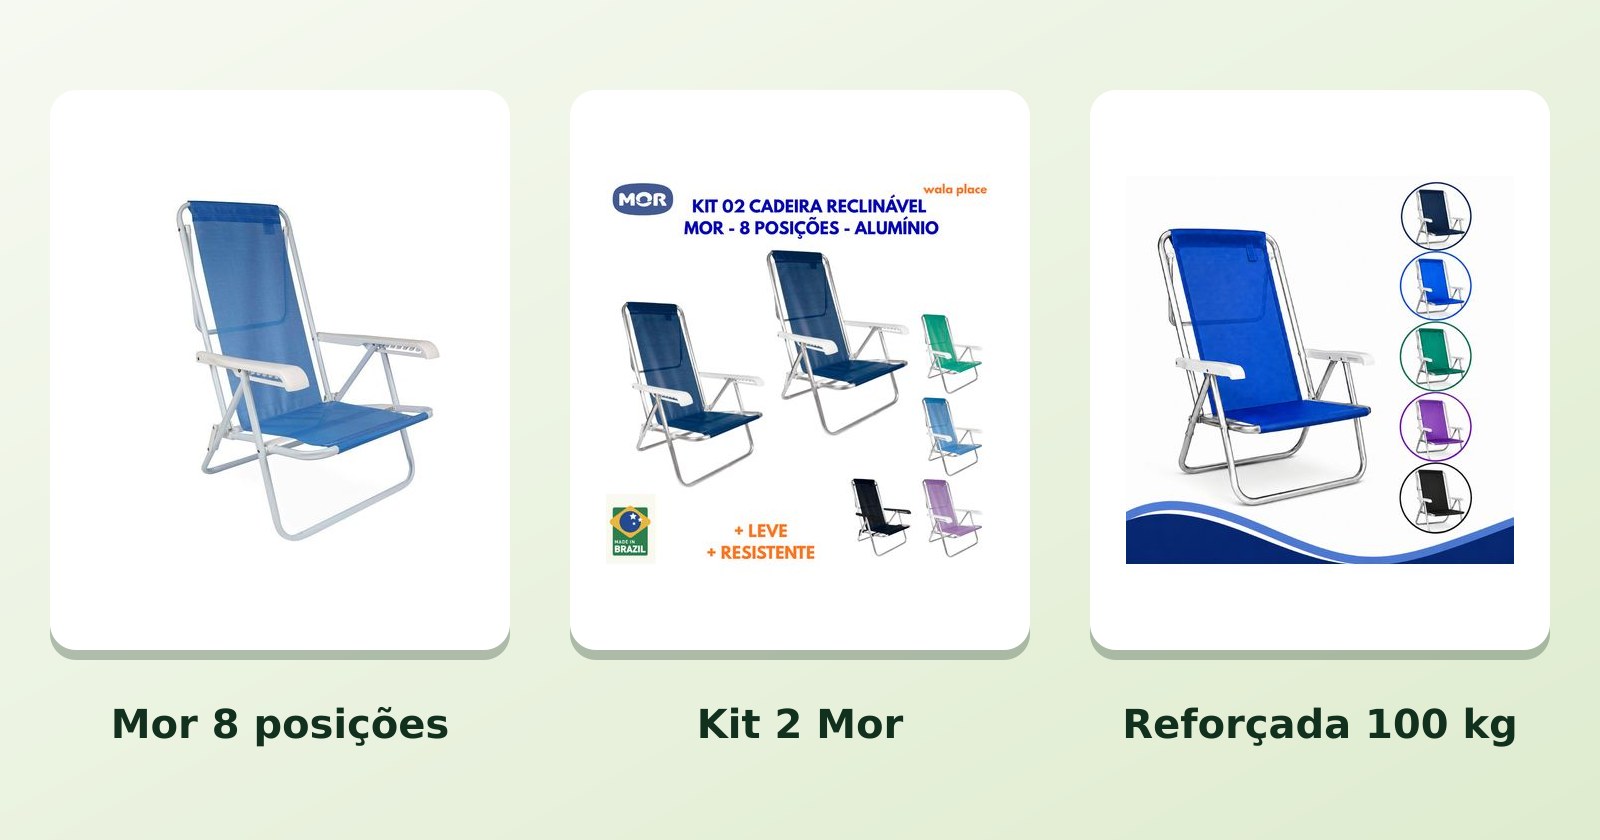 MOR
wala place
KIT 02 CADEIRA RECLINÁVEL
MOR - 8 POSIÇÕES - ALUMÍNIO
MADE IN
BRAZIL
+ LEVE
+ RESISTENTE
Mor 8 posições
Kit 2 Mor
Reforçada 100 kg